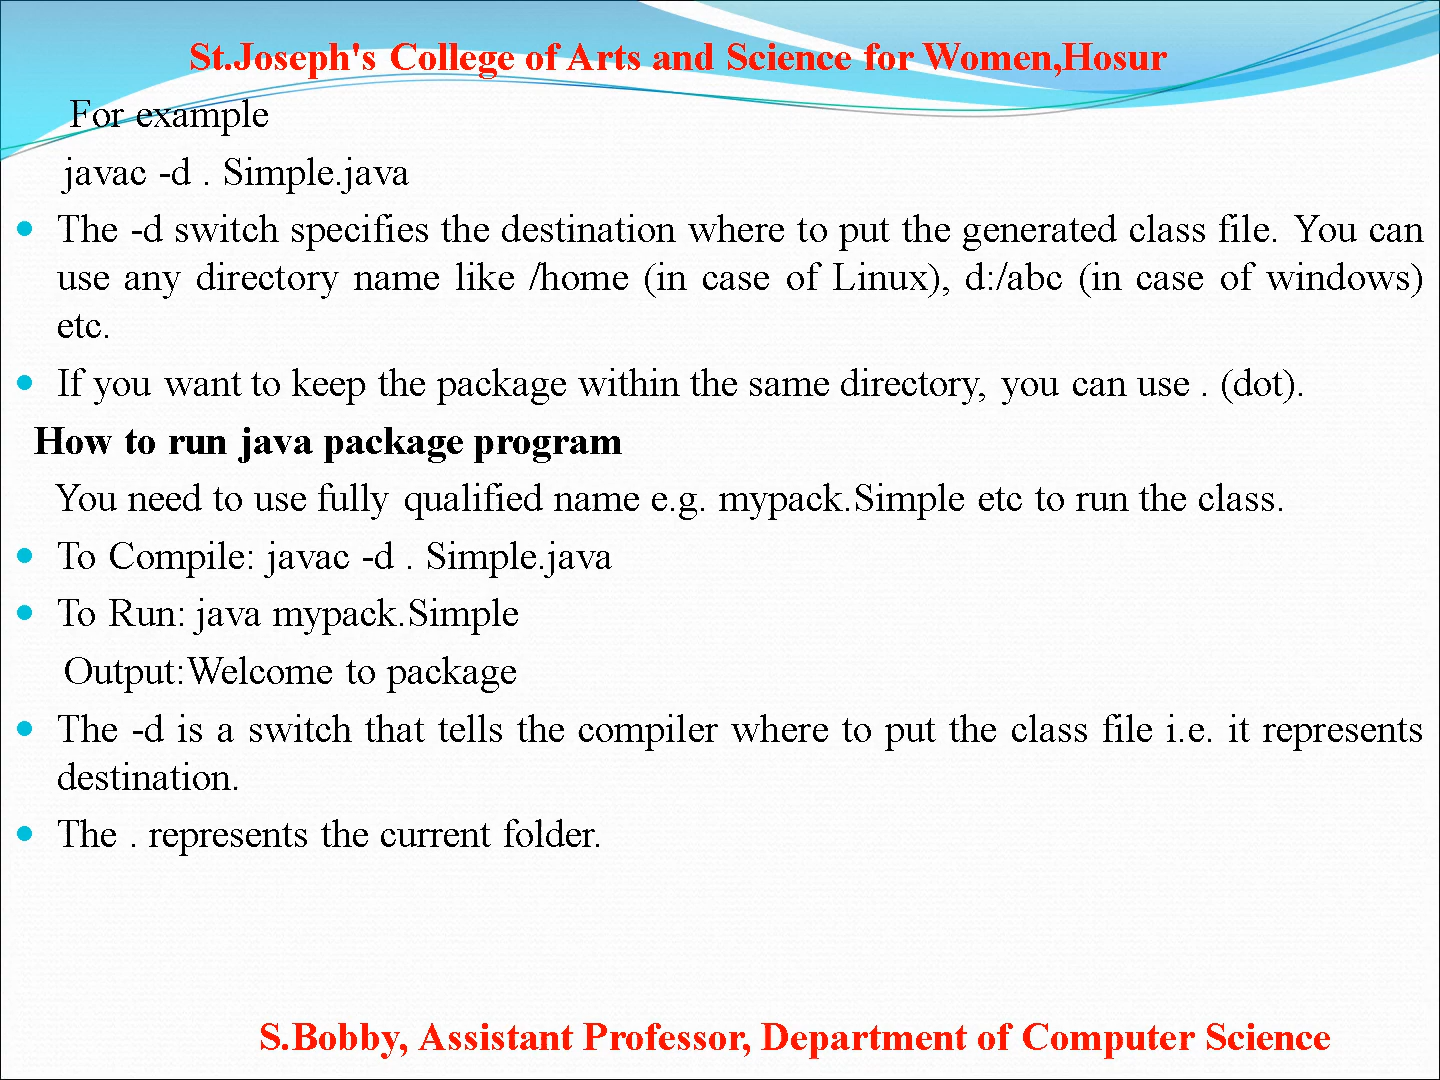 St.Joseph's College of Arts and Science for Women,Hosur
For example
javac -d . Simple.java
• The -d switch specifies the destination where to put the generated class file. You can
use any directory name like /home (in case of Linux), d:/abc (in case of windows)
etc.
• If you want to keep the package within the same directory, you can use . (dot).
How to run java package program
You need to use fully qualified name e.g. mypack.Simple etc to run the class.
• To Compile: javac -d . Simple.java
• To Run: java mypack.Simple
Output:Welcome to package
• The -d is a switch that tells the compiler where to put the class file i.e. it represents
destination.
• The . represents the current folder.
S.Bobby, Assistant Professor, Department of Computer Science